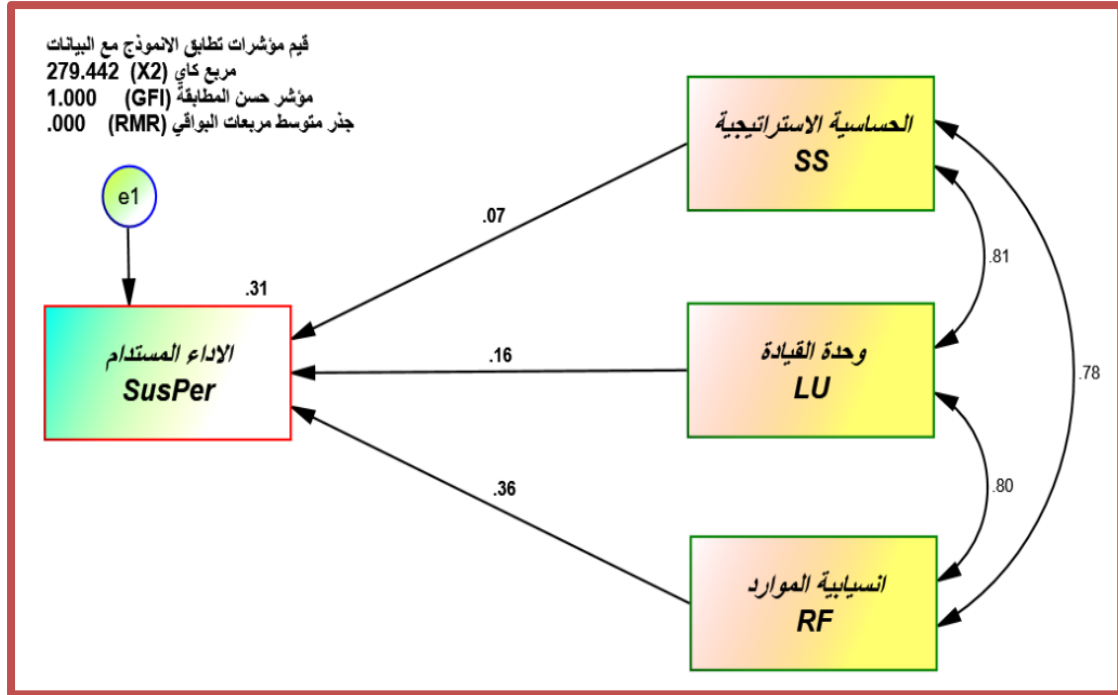 قيم مؤشرات تطابق الانموذج مع البيانات
مربع كاي (X2) 279.442
مؤشر حسن المطابقة (GFI) 1.000
جذر متوسط مربعات البواقي (RMR) .000
e1
.31
الاداء المستدام
SusPer
.07
.16
.36
الحساسية الاستراتيجية
SS
وحدة القيادة
LU
انسيابية الموارد
RF
.81
.78
.80